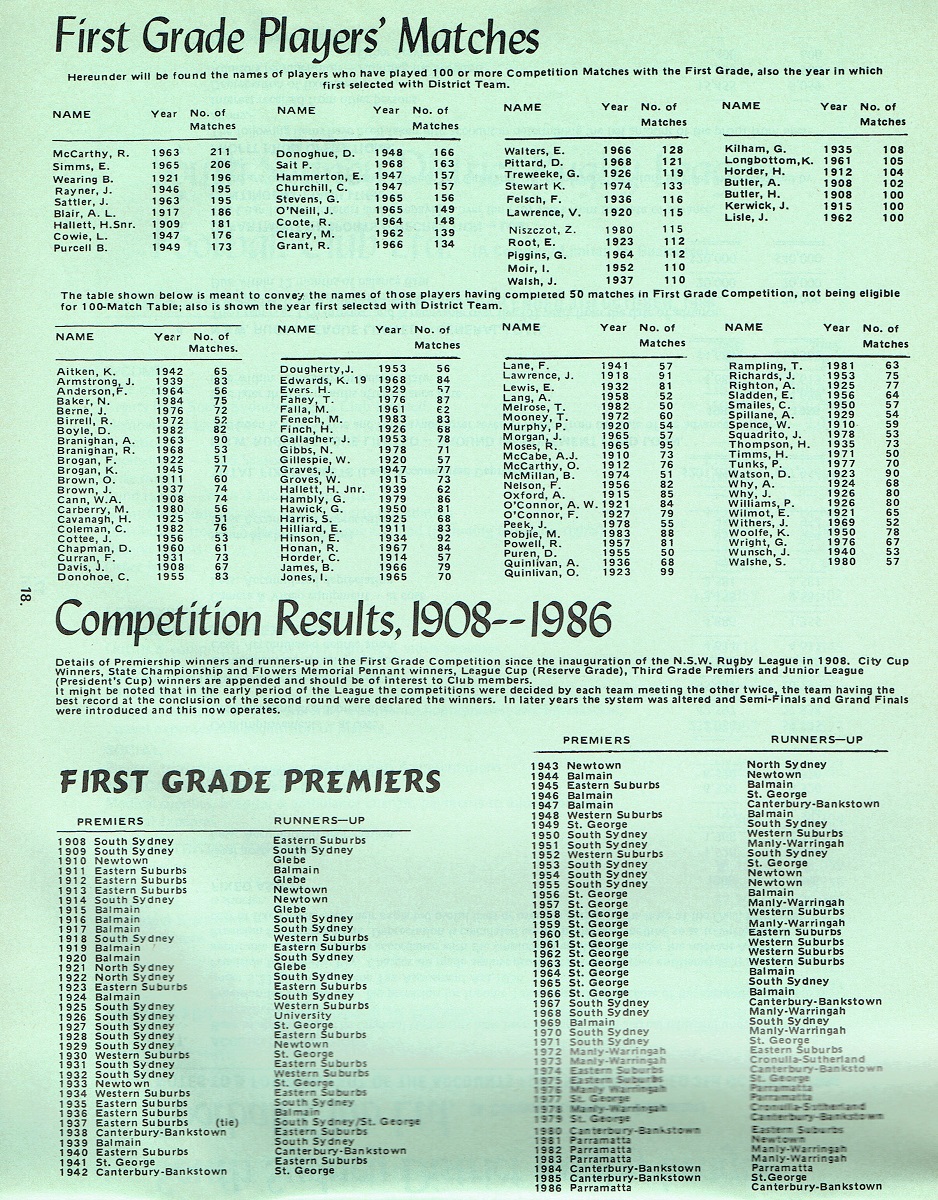 First Grade Players' Matches
Hereunder will be found the names of players who have played 100 or more Competition Matches with the First Grade, also the year in which
first selected with District Team.
NAME Year No. of Matches
McCarthy, R. 1963 211
Simms, E. 1965 206
Wearing B. 1921 196
Rayner, J. 1946 195
Sattler, J. 1963 195
Blair, A. L. 1917 186
Hallett, H.Snr. 1909 181
Cowie, L. 1947 176
Purcell B. 1949 173
NAME Year No. of Matches
Donoghue, D. 1948 166
Sait P. 1968 163
Hammerton, E. 1947 157
Churchill, C. 1947 157
Stevens, G. 1965 156
O'Neill, J. 1965 149
Coote, R. 1964 148
Cleary, M. 1962 139
Grant, R. 1966 134
NAME Year No. of Matches
Walters, E. 1966 128
Pittard, D. 1968 121
Treweeke, G. 1926 119
Stewart K. 1974 133
Felsch, F. 1936 116
Lawrence, V. 1920 115
Niszczot, Z. 1980 115
Root, E. 1923 112
Piggins, G. 1964 112
Moir, I. 1952 110
Walsh, J. 1937 110
NAME Year No. of Matches
Kilham, G. 1935 108
Longbottom,K. 1961 105
Horder, H. 1912 104
Butler, A. 1908 102
Butler, H. 1908 100
Kerwick, J. 1915 100
Lisle, J. 1962 100
The table shown below is meant to convey the names of those players having completed 50 matches in First Grade Competition, not being eligible
for 100-Match Table; also is shown the year first selected with District Team.
NAME Year No. of Matches.
Aitken, K. 1942 65
Armstrong, J. 1939 83
Anderson,F. 1964 56
Baker, N. 1984 75
Berne, J. 1976 72
Birrell, R. 1972 52
Boyle, D. 1982 82
Branighan, A. 1963 90
Branighan, R. 1968 53
Brogan, F. 1922 51
Brogan, K. 1945 77
Brown, O. 1911 60
Brown, J. 1937 74
Cann, W.A. 1908 74
Carberry, M. 1980 56
Cavanagh, H. 1925 51
Coleman, C. 1982 76
Cottee, J. 1956 53
Chapman, D. 1960 61
Curran, F. 1931 73
Davis, J. 1908 67
Donohoe, C. 1955 83
NAME Year No. of Matches
Dougherty,J. 1953 56
Edwards, K. 19 1968 84
Evers. H. 1929 57
Fahey, T. 1976 87
Falla, M. 1961
Fenech, M. 1983 83
Finch, H. 1926 68
Gallagher, J. 1953 78
Gibbs, N. 1978 71
Gillespie, W. 1920 57
Graves, J. 1947 77
Groves, W. 1915 73
Hallett, H. Jnr. 1939 62
Hambly, G. 1979 86
Hawick, G. 1950 81
Harris, S. 1925 68
Hilliard, E. 1911 83
Hinson, E. 1934 92
Honan, R. 1967 84
Horder, C. 1914 57
James, B. 1966 79
Jones, I. 1965 70
NAME Year No. of Matches
Lane, F. 1941 57
Lawrence, J. 1918 91
Lewis, E. 1932 81
Lang, A. 1958 52
Melrose, T. 1982 50
Mooney, T. 1972 60
Murphy, P. 1920 54
Morgan, J. 1965 57
Moses, R. 1965 95
McCabe, A.J. 1910 73
McCarthy, O. 1912 76
McMillan, B. 1974 51
Nelson, F. 1956 82
Oxford, A. 1915 85
O'Connor, A. W. 1921 84
O'Connor, F. 1927 79
Peek, J. 1978 55
Pobjie, M. 1983 88
Powell, R. 1957 81
Puren, D. 1955 50
Quinlivan, A. 1936 68
Quinlivan, O. 1923 99
NAME Year No. of Matches
Rampling, T. 1981 63
Richards, J. 1953 75
Righton, A. 1925 77
Sladden, E. 1956 64
Smailes, C. 1950 57
Spillane, A. 1929 54
Spence, W. 1910 59
Squadrito, J. 1978 53
Thompson, H. 1935 73
Timms, H. 1971 50
Tunks, P. 1977 70
Watson, D. 1923 90
Why, A. 1924 68
Why, J. 1926 80
Williams, P. 1926 80
Wilmot, E. 1921 65
Withers, J. 1969 52
Woolfe, K. 1950 78
Wright, G. 1976 67
Wunsch, J. 1940 53
Walshe, S. 1980 57
18.
Competition Results, 1908--1986
Details of Premiership winners and runners-up in the First Grade Competition since the inauguration of the N.S.W. Rugby League in 1908. City Cup
Winners, State Championship and Flowers Memorial Pennant winners, League Cup (Reserve Grade), Third Grade Premiers and Junior League
(President's Cup) winners are appended and should be of interest to Club members.
It might be noted that in the early period of the League the competitions were decided by each team meeting the other twice, the team having the
best record at the conclusion of the second round were declared the winners. In later years the system was altered and Semi-Finals and Grand Finals
were introduced and this now operates.
FIRST GRADE PREMIERS
PREMIERS RUNNERS—UP
1908 South Sydney Eastern Suburbs
1909 South Sydney South Sydney
1910 Newtown Glebe
1911 Eastern Suburbs Balmain
1912 Eastern Suburbs Glebe
1913 Eastern Suburbs Newtown
1914 South Sydney Newtown
1915 Balmain Glebe
1916 Balmain South Sydney
1917 Balmain South Sydney
1918 South Sydney Western Suburbs
1919 Balmain Eastern Suburbs
1920 Balmain South Sydney
1921 North Sydney Glebe
1922 North Sydney South Sydney
1923 Eastern Suburbs South Sydney
1924 Balmain South Sydney
1925 South Sydney Western Suburbs
1926 South Sydney University
1927 South Sydney St. George
1928 South Sydney Eastern Suburbs
1929 South Sydney Newtown
1930 Western Suburbs St. George
1931 South Sydney Eastern Suburbs
1932 South Sydney Western Suburbs
1933 Newtown St. George
1934 Western Suburbs Eastern Suburbs
1935 Eastern Suburbs South Sydney
1936 Eastern Suburbs Balmain
1937 Eastern Suburbs (tie) South Sydney/St. George
1938 Canterbury-Bankstown Eastern Suburbs
1939 Balmain South Sydney
1940 Eastern Suburbs Canterbury-Bankstown
1941 St. George Eastern Suburbs
1942 Canterbury-Bankstown St. George
PREMIERS RUNNERS—UP
1943 Newtown North Sydney
1944 Balmain Newtown
1945 Eastern Suburbs Balmain
1946 Balmain St. George
1947 Balmain Canterbury-Bankstown
1948 Western Suburbs Balmain
1949 St. George South Sydney
1950 South Sydney Western Suburbs
1951 South Sydney Manly-Warringah
1952 Western Suburbs South Sydney
1953 South Sydney St. George
1954 South Sydney Newtown
1955 South Sydney Newtown
1956 St. George Balmain
1957 St. George Manly-Warringah
1958 St. George Western Suburbs
1959 St. George Manly-Warringah
1960 St. George Eastern Suburbs
1961 St. George Western Suburbs
1962 St. George Western Suburbs
1963 St. George Western Suburbs
1964 St. George Balmain
1965 St. George South Sydney
1966 St. George Balmain
1967 South Sydney Canterbury-Bankstown
1968 South Sydney Manly-Warringah
1969 Balmain South Sydney
1970 South Sydney Manly-Warringah
1971 South Sydney St. George
1972 Manly-Warringah Eastern Suburbs
1973 Manly-Warringah Cronulla-Sutherland
1974 Eastern Suburbs Canterbury-Bankstown
1975 Eastern Suburbs St. George
1976 Manly Warringah Parramatta
1977 St. George Parramatta
1978 Manly-Warringah Cronulla-Sutherland
1979 St. George Canterbury-Bankstown
1980 Canterbury-Bankstown Eastern Suburbs
1981 Parramatta Newtown
1982 Parramatta Manly-Warringah
1983 Parramatta Manly-Warringah
1984 Canterbury-Bankstown Parramatta
1985 Canterbury-Bankstown St. George
1986 Parramatta Canterbury-Bankstown